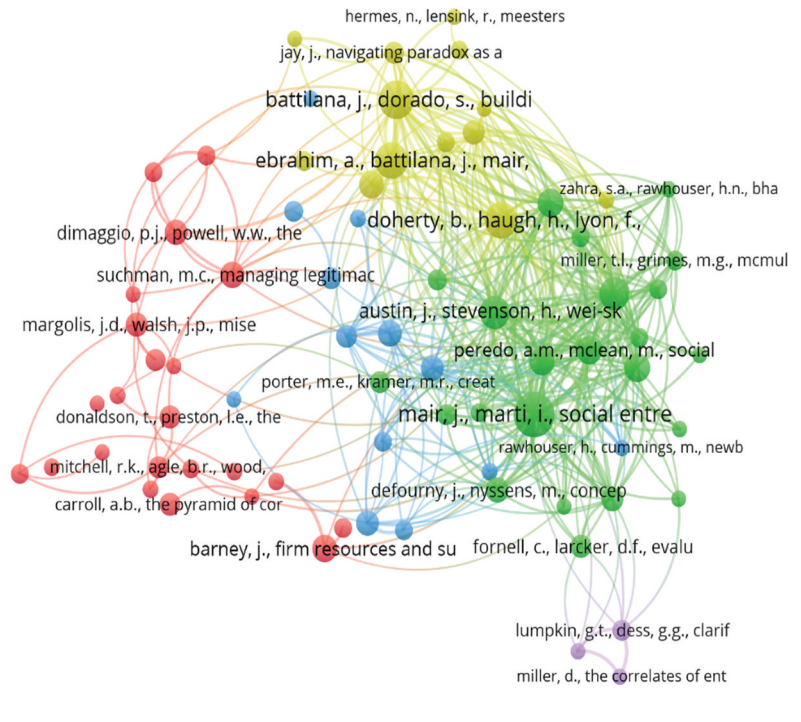 hermes, n., lensink, r., meesters
jay, j., navigating paradox as a
battilana, j., dorado, s., buildi
ebrahim, a., battilana, j., mair,
zahra, s.a., rawhouser, h.n., bha
doherty, b., haugh, h., lyon, f.,
dimaggio, p.j., powell, w.w., the
miller, t.l., grimes, m.g., mcmul
suchman, m.c., managing legitimac
austin, j., stevenson, h., wei-sk
margolis, j.d., walsh, j.p., mise
peredo, a.m., mclean, m., social
porter, m.e., kramer, m.r., creat
donaldson, t., preston, l.e., the
mair, j., marti, i., social entre
rawhouser, h., cummings, m., newb
mitchell, r.k., agle, b.r., wood,
defourny, j., nyssens, m., concep
carroll, a.b., the pyramid of cor
barney, j., firm resources and su
fornell, c., larcker, d.f., evalu
lumpkin, g.t., dess, g.g., clarif
miller, d., the correlates of ent